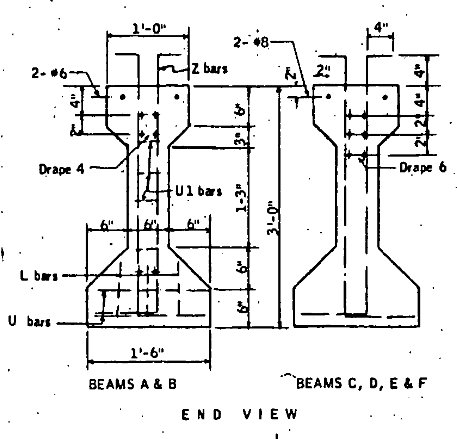 1'-0"
4"
Z bars
2- #6
2- #8
2"
2"
4"
4"
4"
6"
2"
2"
2"
3"
Drape 4
Drape 6
U1 bars
1'-3"
3'-0"
6" 6" 6"
L bars
6"
U bars
6"
1'-6"
BEAMS A & B
BEAMS C, D, E & F
END VIEW